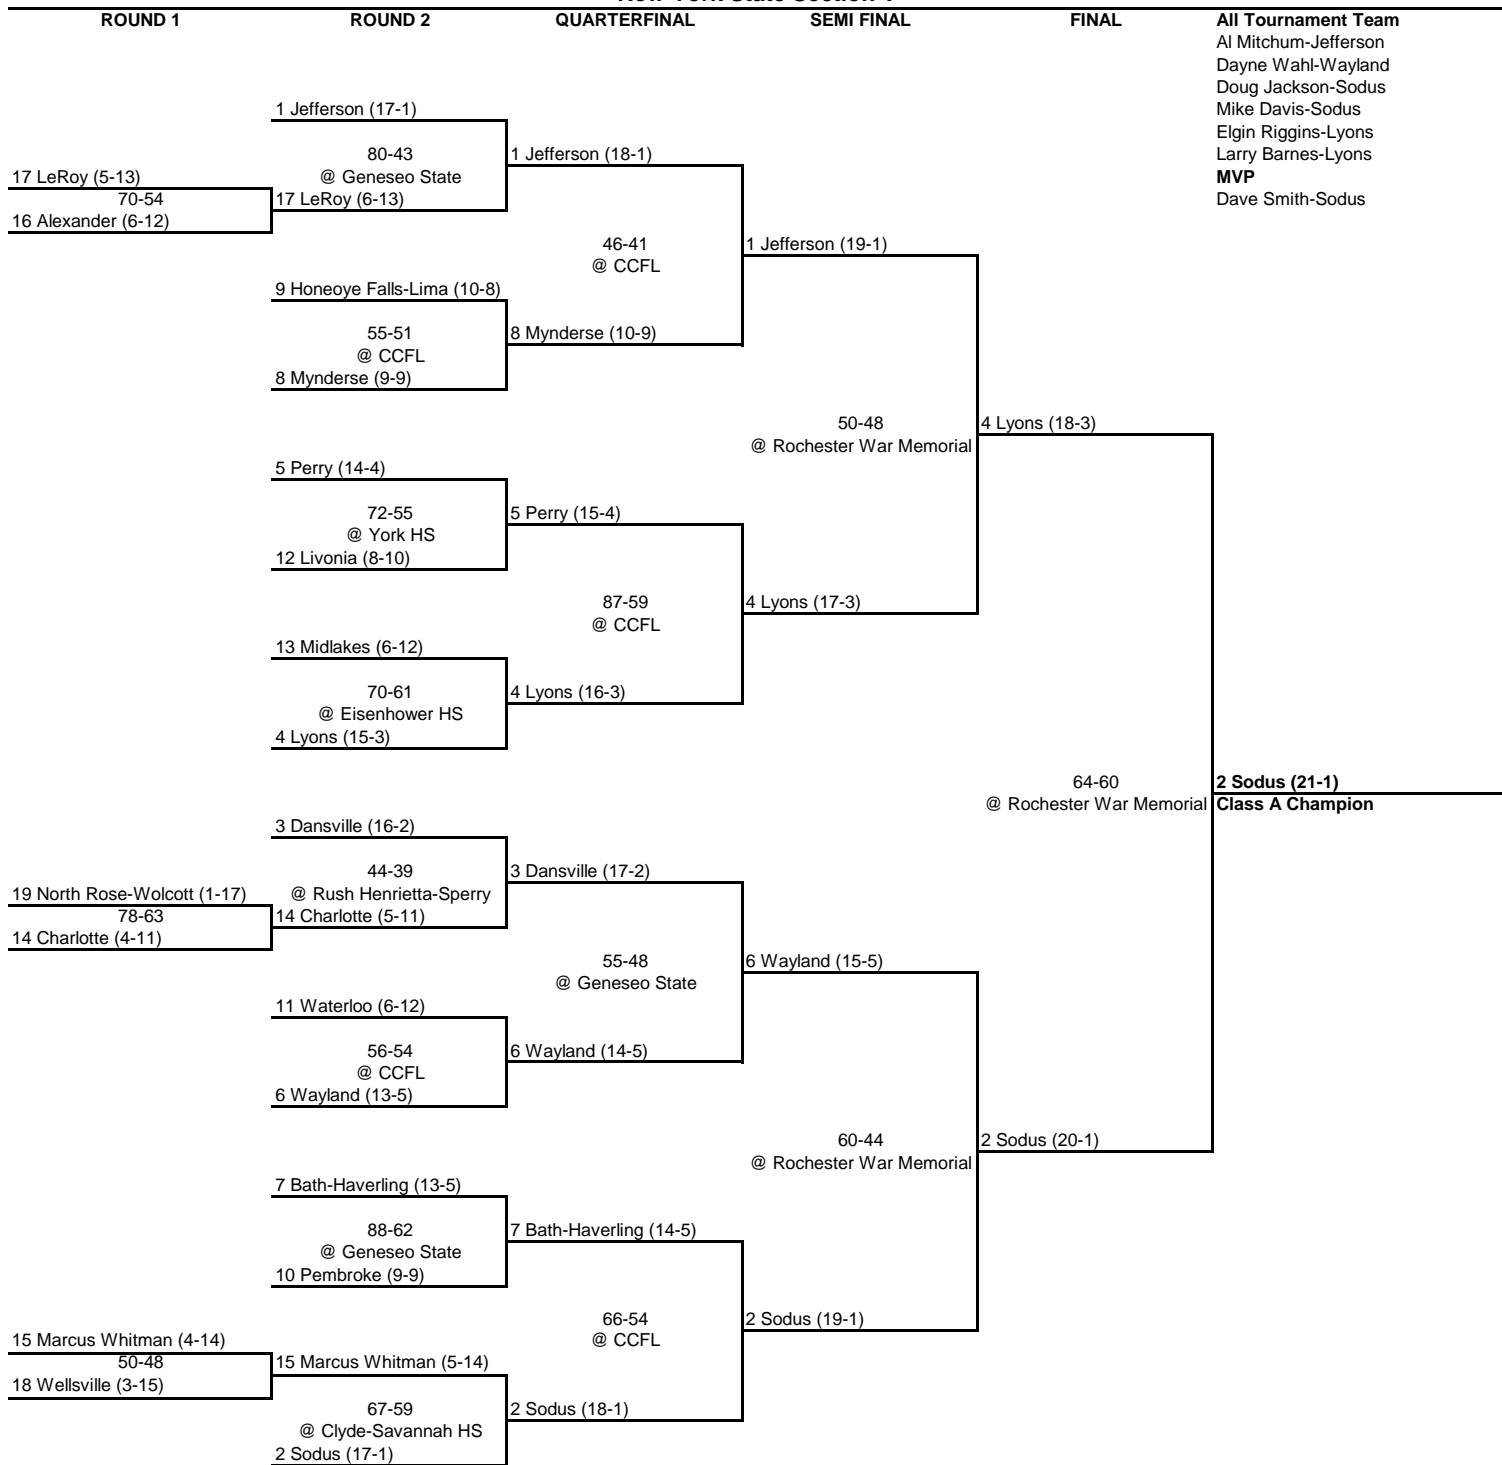 ROUND 1 ROUND 2 QUARTERFINAL SEMI FINAL FINAL All Tournament Team
Al Mitchum-Jefferson
Dayne Wahl-Wayland
Doug Jackson-Sodus
1 Jefferson (17-1) Mike Davis-Sodus
Elgin Riggins-Lyons
80-43 1 Jefferson (18-1) Larry Barnes-Lyons
17 LeRoy (5-13) @ Geneseo State MVP
70-54 17 LeRoy (6-13) Dave Smith-Sodus
16 Alexander (6-12)
46-41 1 Jefferson (19-1)
@ CCFL
9 Honeoye Falls-Lima (10-8)
55-51 8 Mynderse (10-9)
@ CCFL
8 Mynderse (9-9)
50-48 4 Lyons (18-3)
@ Rochester War Memorial
5 Perry (14-4)
72-55 5 Perry (15-4)
@ York HS
12 Livonia (8-10)
87-59 4 Lyons (17-3)
@ CCFL
13 Midlakes (6-12)
70-61 4 Lyons (16-3)
@ Eisenhower HS
4 Lyons (15-3)
64-60 2 Sodus (21-1)
@ Rochester War Memorial Class A Champion
3 Dansville (16-2)
44-39 3 Dansville (17-2)
19 North Rose-Wolcott (1-17) @ Rush Henrietta-Sperry
78-63 14 Charlotte (5-11)
14 Charlotte (4-11)
55-48 6 Wayland (15-5)
@ Geneseo State
11 Waterloo (6-12)
56-54 6 Wayland (14-5)
@ CCFL
6 Wayland (13-5)
60-44 2 Sodus (20-1)
@ Rochester War Memorial
7 Bath-Haverling (13-5)
88-62 7 Bath-Haverling (14-5)
@ Geneseo State
10 Pembroke (9-9)
66-54 2 Sodus (19-1)
15 Marcus Whitman (4-14) @ CCFL
50-48 15 Marcus Whitman (5-14)
18 Wellsville (3-15)
67-59 2 Sodus (18-1)
@ Clyde-Savannah HS
2 Sodus (17-1)